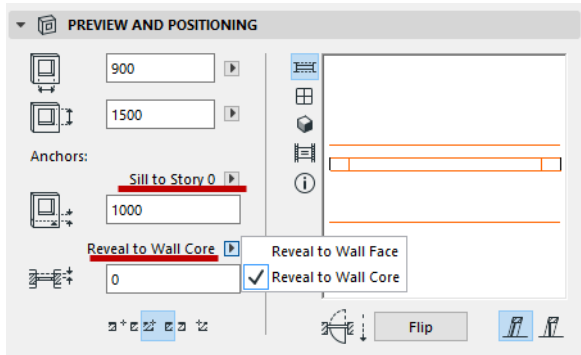 PREVIEW AND POSITIONING
900
1500
Anchors:
Sill to Story 0
1000
Reveal to Wall Core
Reveal to Wall Face
0
Reveal to Wall Core
Flip